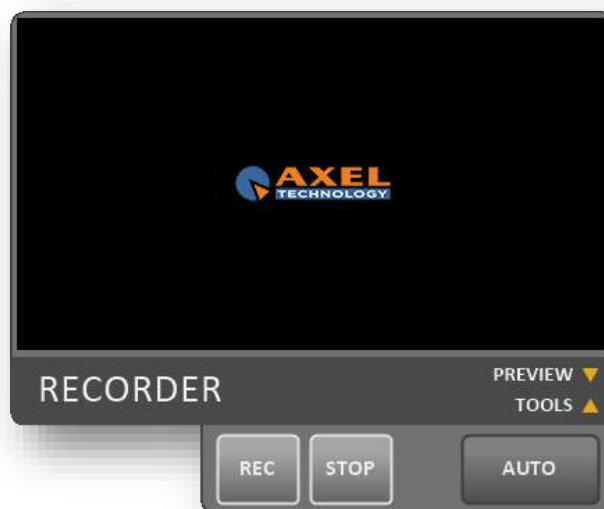 AXEL
TECHNOLOGY
RECORDER
PREVIEW
TOOLS
REC
STOP
AUTO